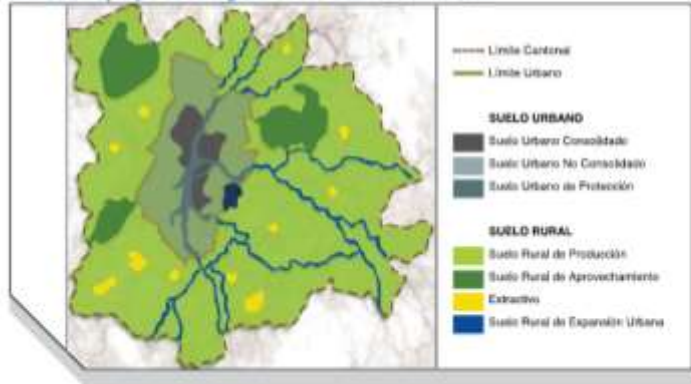 Límite Cantonal
Límite Urbano
SUELO URBANO
Suelo Urbano Consolidado
Suelo Urbano No Consolidado
Suelo Urbano de Protección
SUELO RURAL
Suelo Rural de Producción
Suelo Rural de Aprovechamiento
Extractivo
Suelo Rural de Expansión Urbana